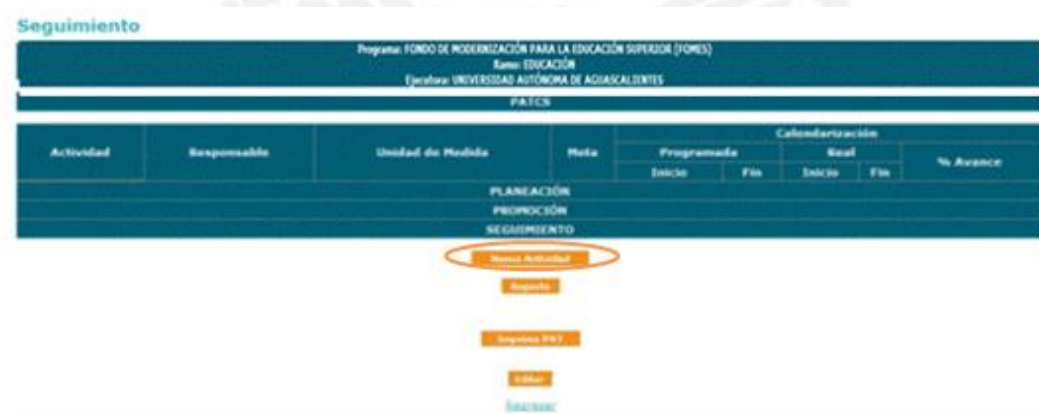 Seguimiento
Programa: FONDO DE MODERNIZACIÓN PARA LA EDUCACIÓN SUPERIOR (FOMES)
Ramo: EDUCACIÓN
Ejecutora: UNIVERSIDAD AUTÓNOMA DE AGUASCALIENTES
PATCS
Actividad Responsable Unidad de Medida Meta Calendarización
Programada Real % Avance
Inicio Fin Inicio Fin
PLANEACIÓN
PROMOCIÓN
SEGUIMIENTO
Nueva Actividad
Imprima PAT
Editar
Regresar